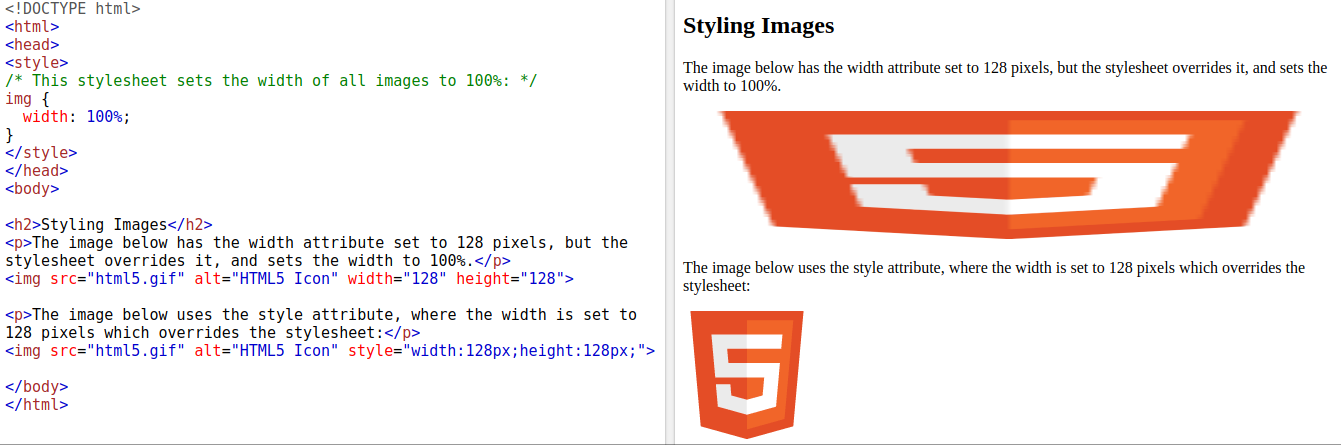 <!DOCTYPE html>
<html>
<head>
<style>
/* This stylesheet sets the width of all images to 100%: */
img {
  width: 100%;
}
</style>
</head>
<body>

<h2>Styling Images</h2>
<p>The image below has the width attribute set to 128 pixels, but the
stylesheet overrides it, and sets the width to 100%.</p>
<img src="html5.gif" alt="HTML5 Icon" width="128" height="128">

<p>The image below uses the style attribute, where the width is set to
128 pixels which overrides the stylesheet:</p>
<img src="html5.gif" alt="HTML5 Icon" style="width:128px;height:128px;">

</body>
</html>
Styling Images
The image below has the width attribute set to 128 pixels, but the stylesheet overrides it, and sets the
width to 100%.
5
The image below uses the style attribute, where the width is set to 128 pixels which overrides the
stylesheet:
5